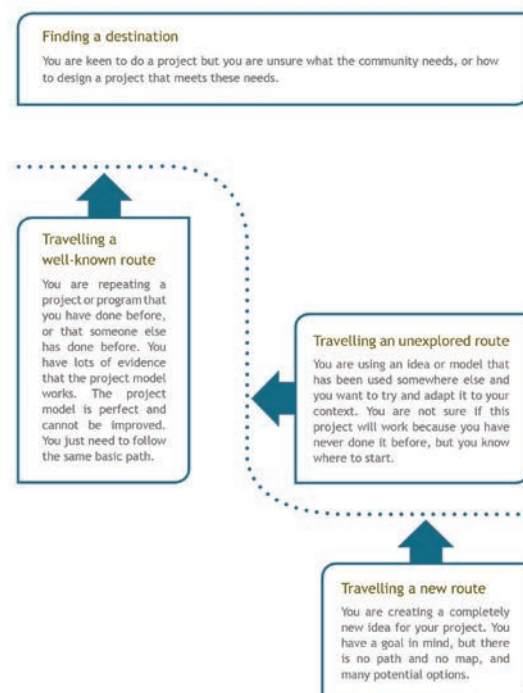 Finding a destination
You are keen to do a project but you are unsure what the community needs, or how
to design a project that meets these needs.
Travelling a
well-known route
You are repeating a
project or program that
you have done before,
or that someone else
has done before. You
have lots of evidence
that the project model
works. The project
model is perfect and
cannot be improved.
You just need to follow
the same basic path.
Travelling an unexplored route
You are using an idea or model that
has been used somewhere else and
you want to try and adapt it to your
context. You are not sure if this
project will work because you have
never done it before, but you know
where to start.
Travelling a new route
You are creating a completely
new idea for your project. You
have a goal in mind, but there
is no path and no map, and
many potential options.